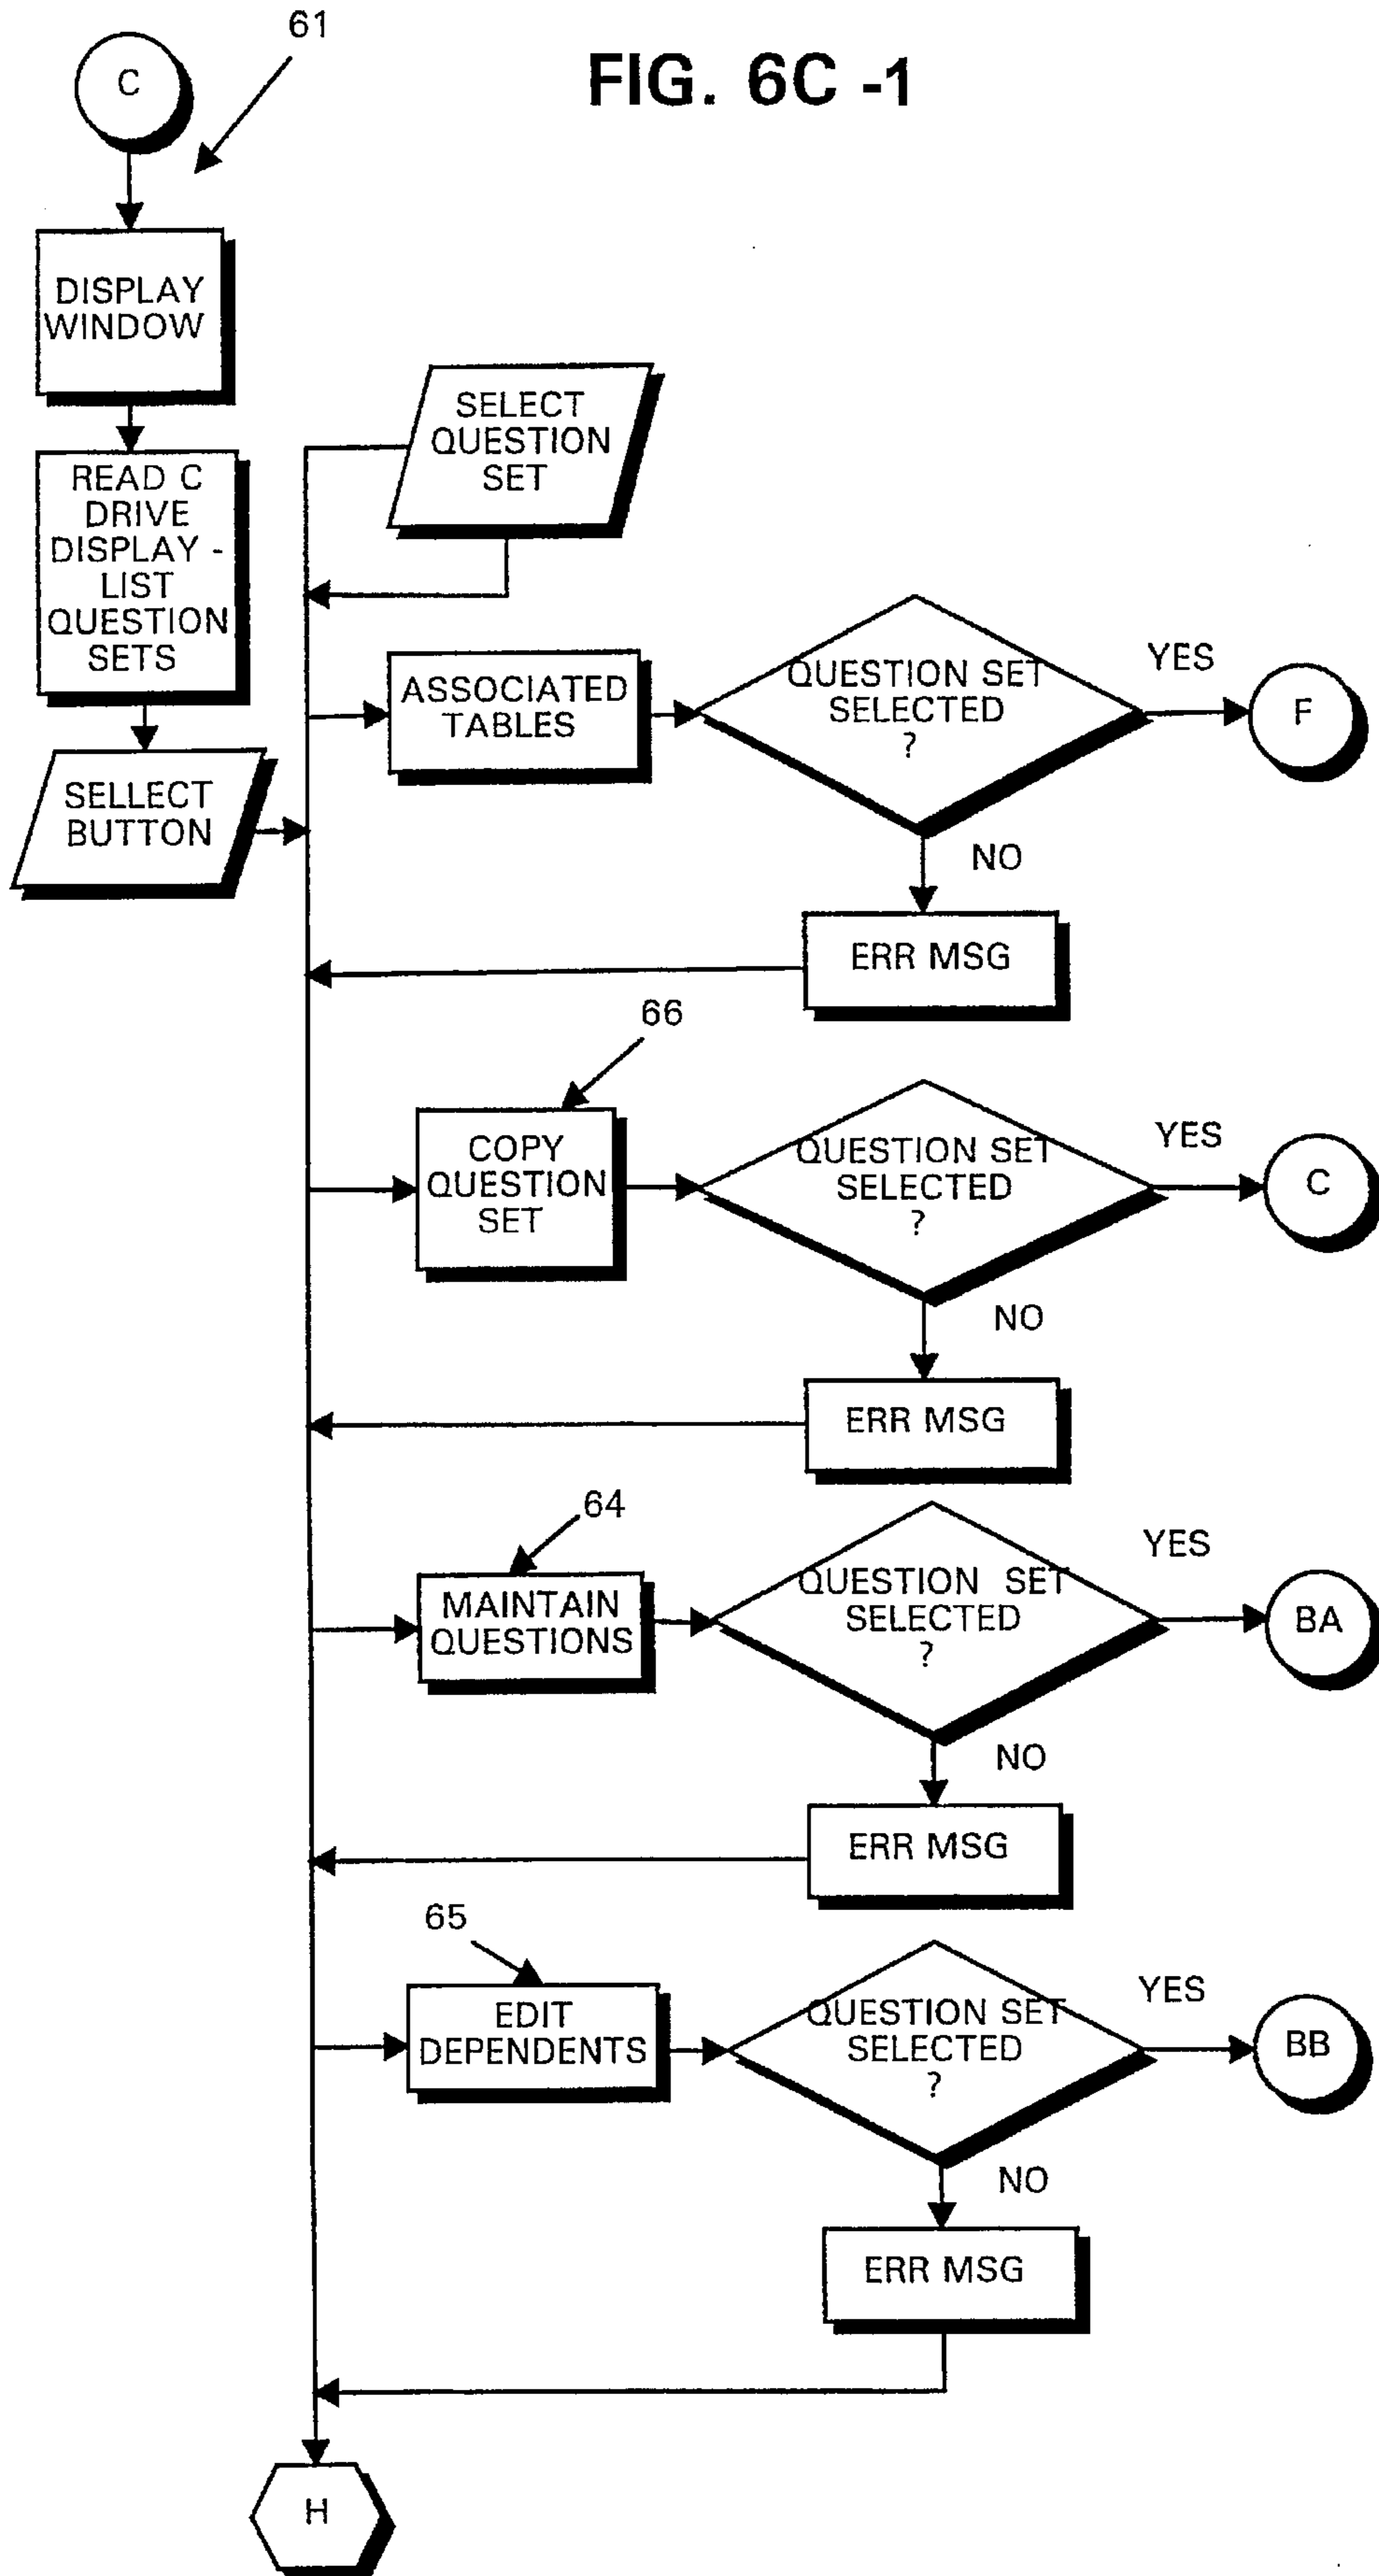 61
C
FIG. 6C -1
DISPLAY
WINDOW
SELECT
QUESTION
SET
READ C
DRIVE
DISPLAY -
LIST
QUESTION
SETS
SELLECT
BUTTON
ASSOCIATED
TABLES
QUESTION SET
SELECTED
?
YES
F
NO
ERR MSG
66
COPY
QUESTION
SET
QUESTION SET
SELECTED
?
YES
C
NO
ERR MSG
64
MAINTAIN
QUESTIONS
QUESTION SET
SELECTED
?
YES
BA
NO
ERR MSG
65
EDIT
DEPENDENTS
QUESTION SET
SELECTED
?
YES
BB
NO
ERR MSG
H